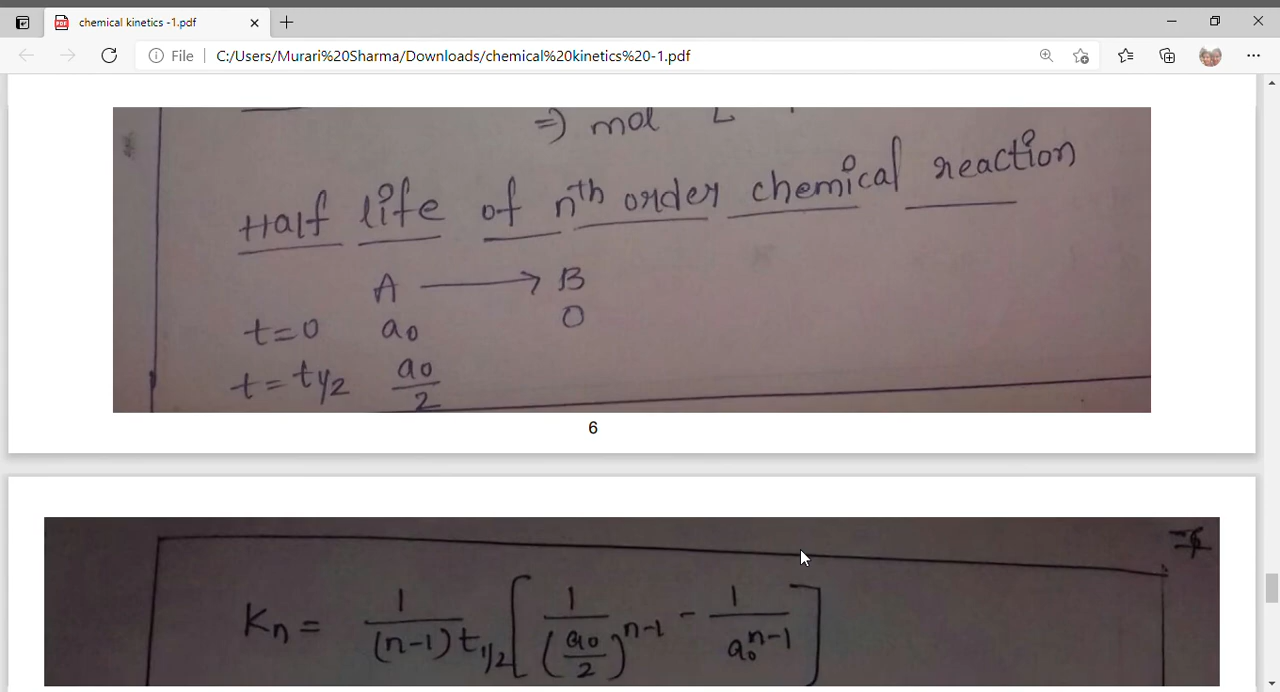 chemical kinetics -1.pdf
File C:/Users/Murari%20Sharma/Downloads/chemical%20kinetics%20-1.pdf
=) mol L
Half life of nth order chemical reaction
A ⟶ B
t=0 a₀ 0
t=t1/2 a₀/2
6
Kn = 1/((n-1)t1/2) [1/(a₀/2)^(n-1) - 1/a₀^(n-1)]